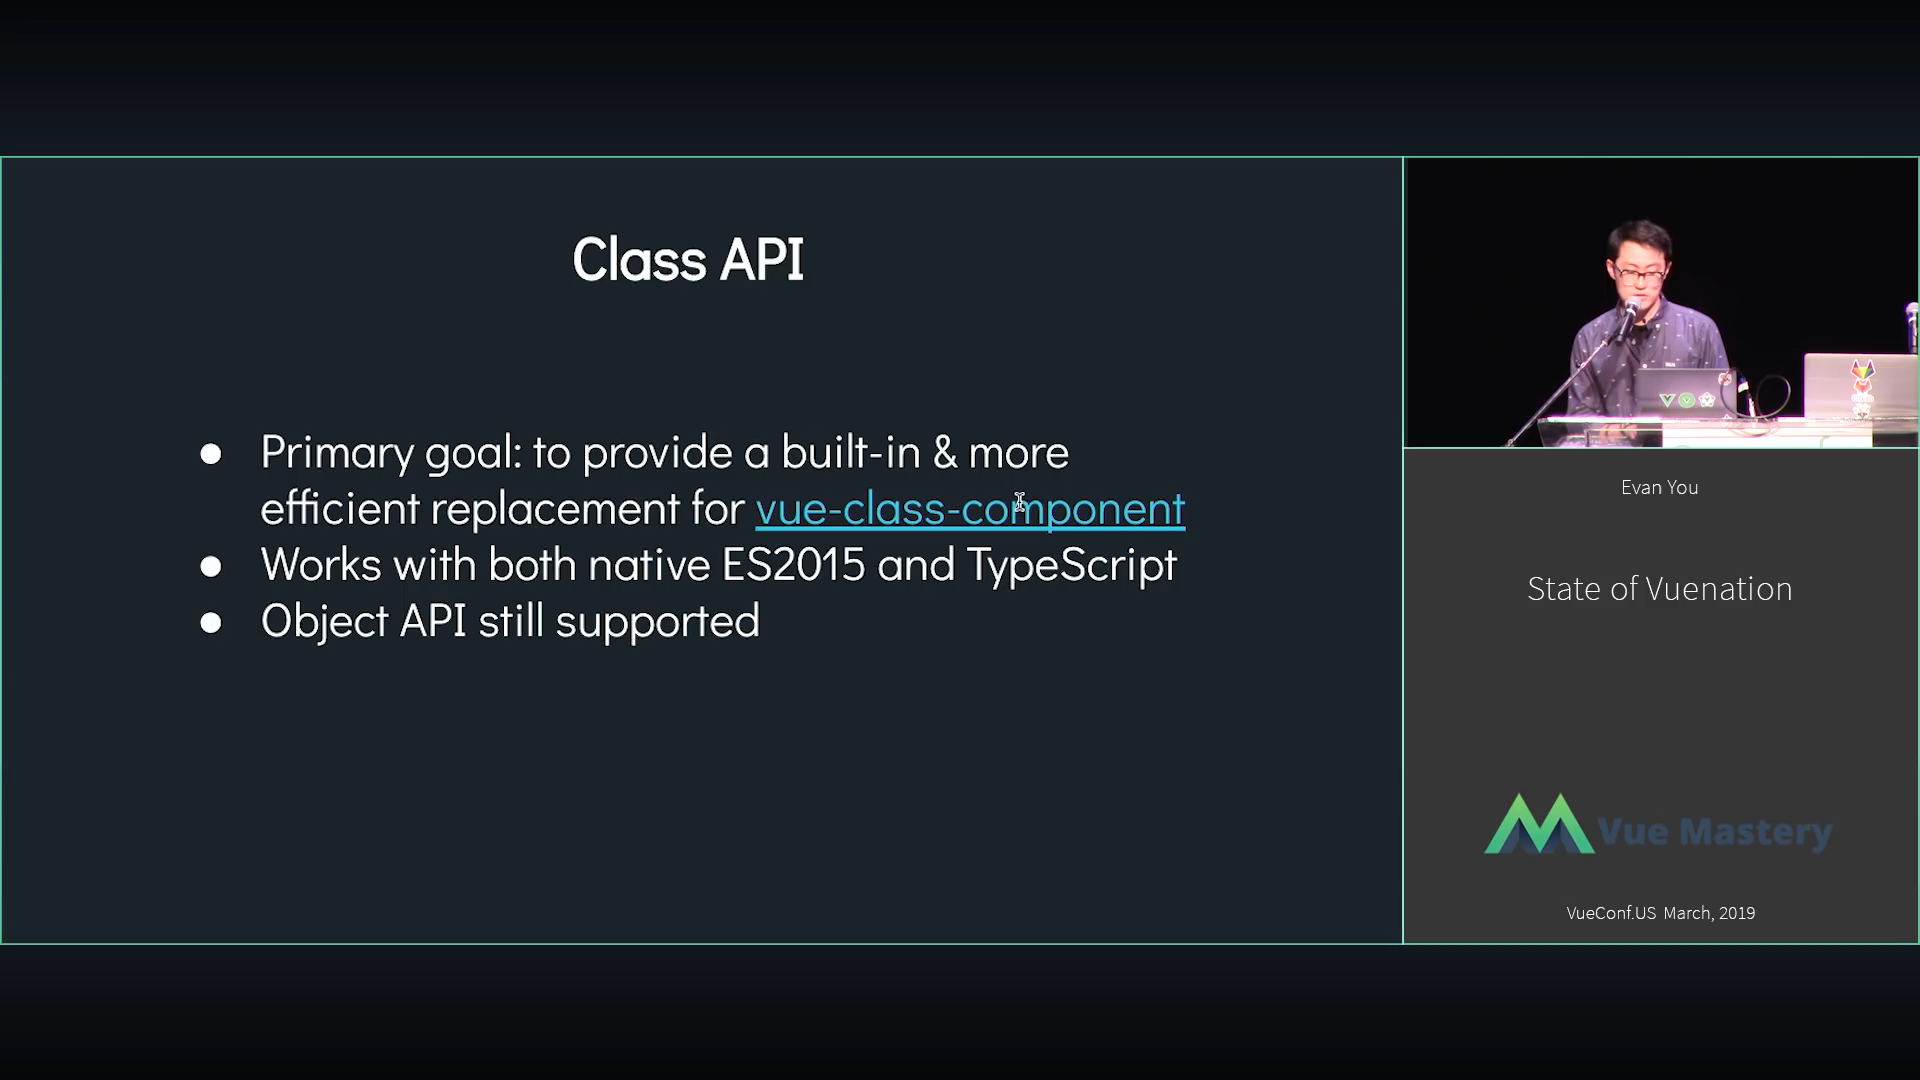 Class API
● Primary goal: to provide a built-in & more
efficient replacement for vue-class-component
● Works with both native ES2015 and TypeScript
● Object API still supported
Evan You
State of Vuenation
Vue Mastery
VueConf.US March, 2019